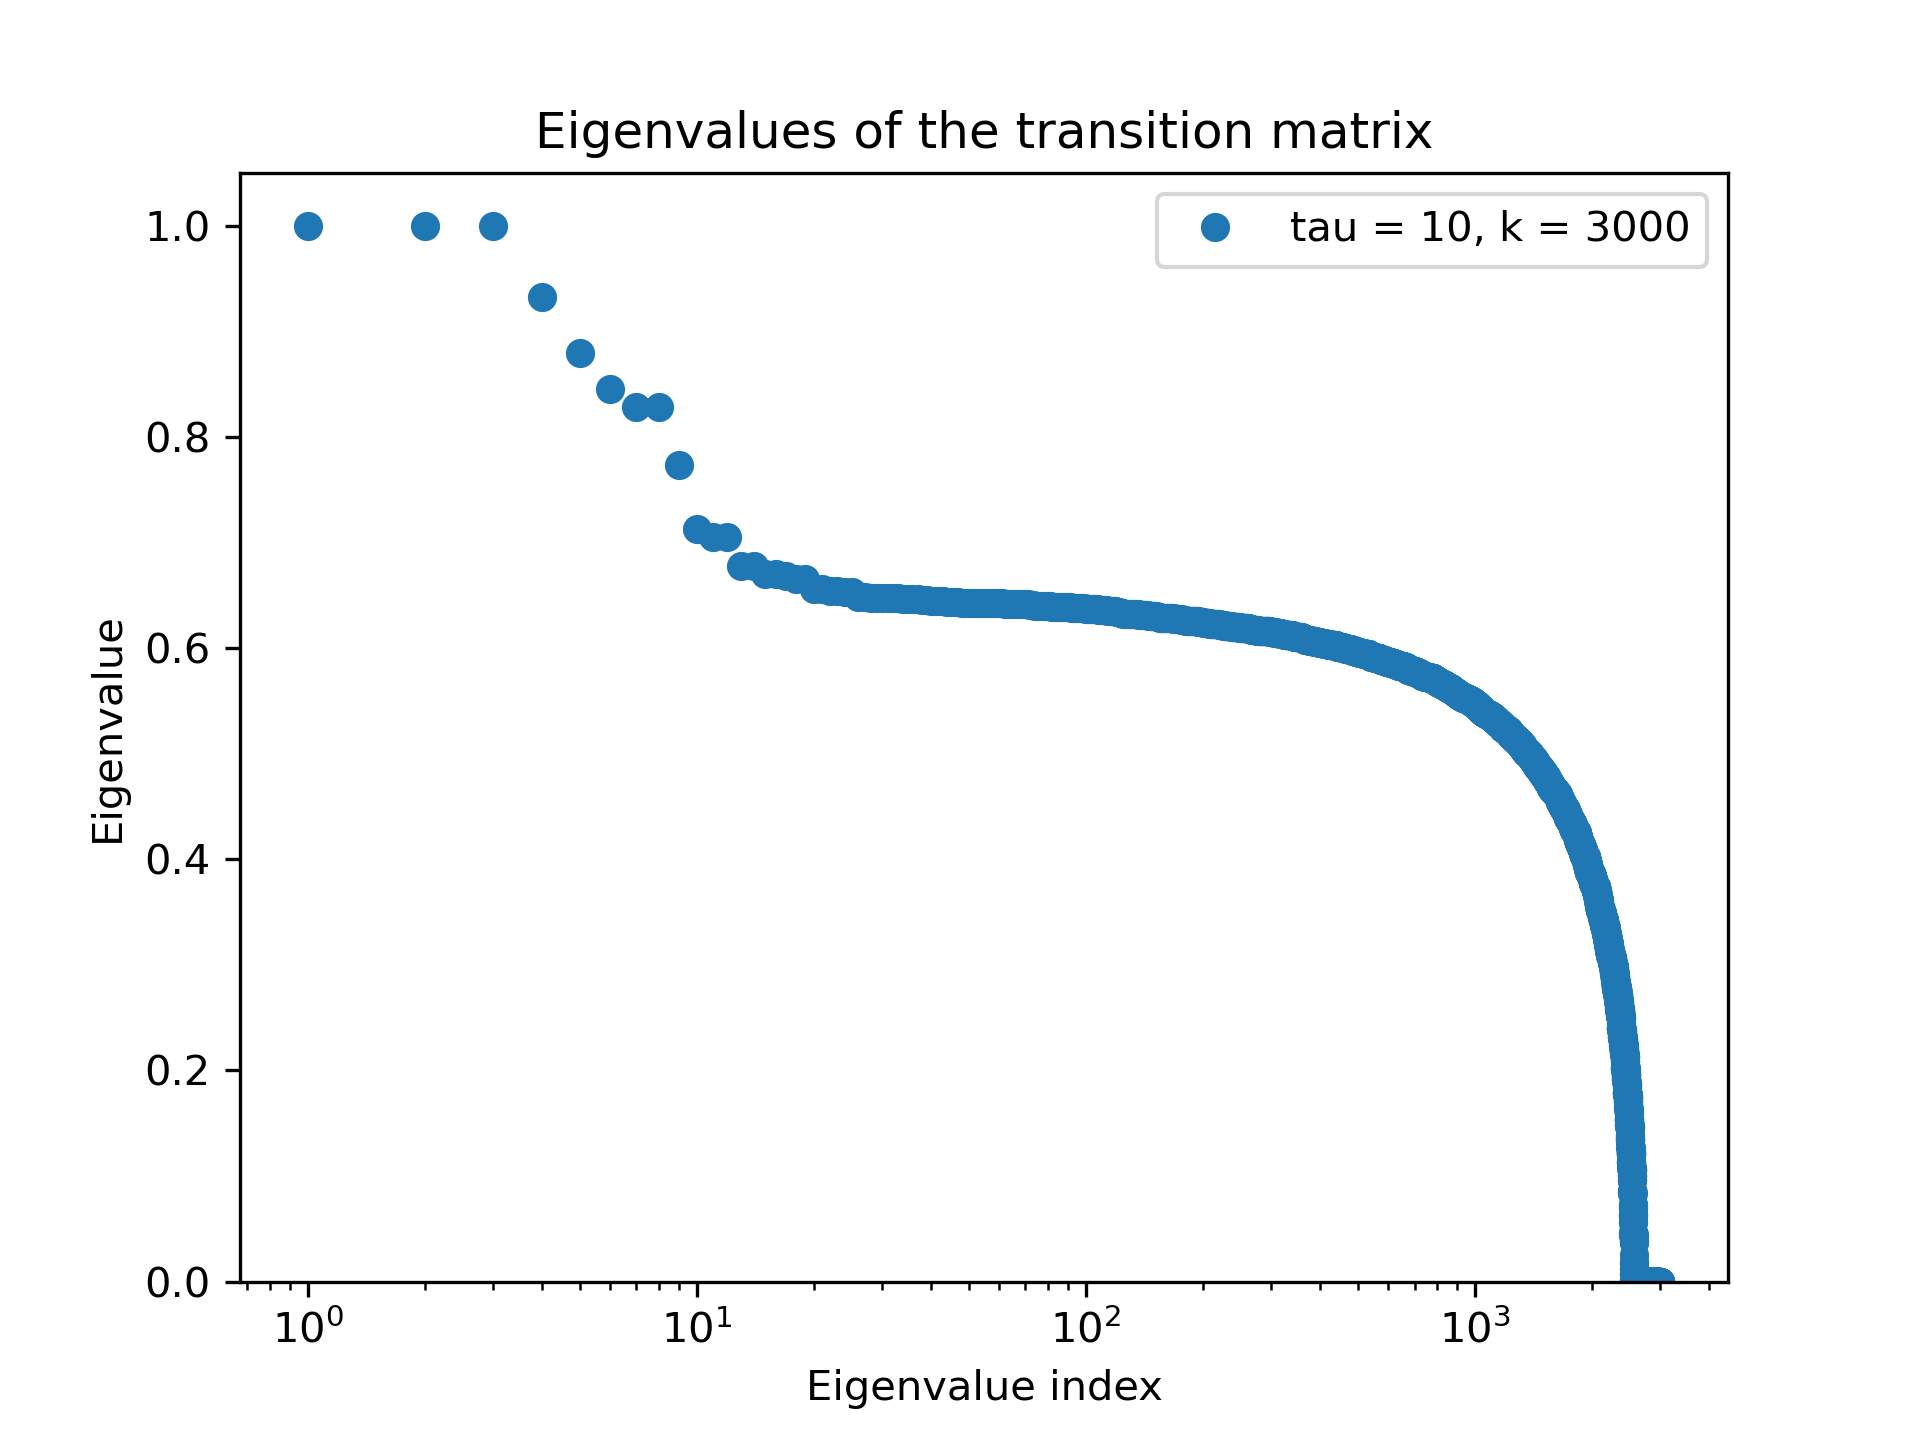 Eigenvalues of the transition matrix
tau = 10, k = 3000
Eigenvalue
1.0
0.8
0.6
0.4
0.2
0.0
10⁰ 10¹ 10² 10³
Eigenvalue index